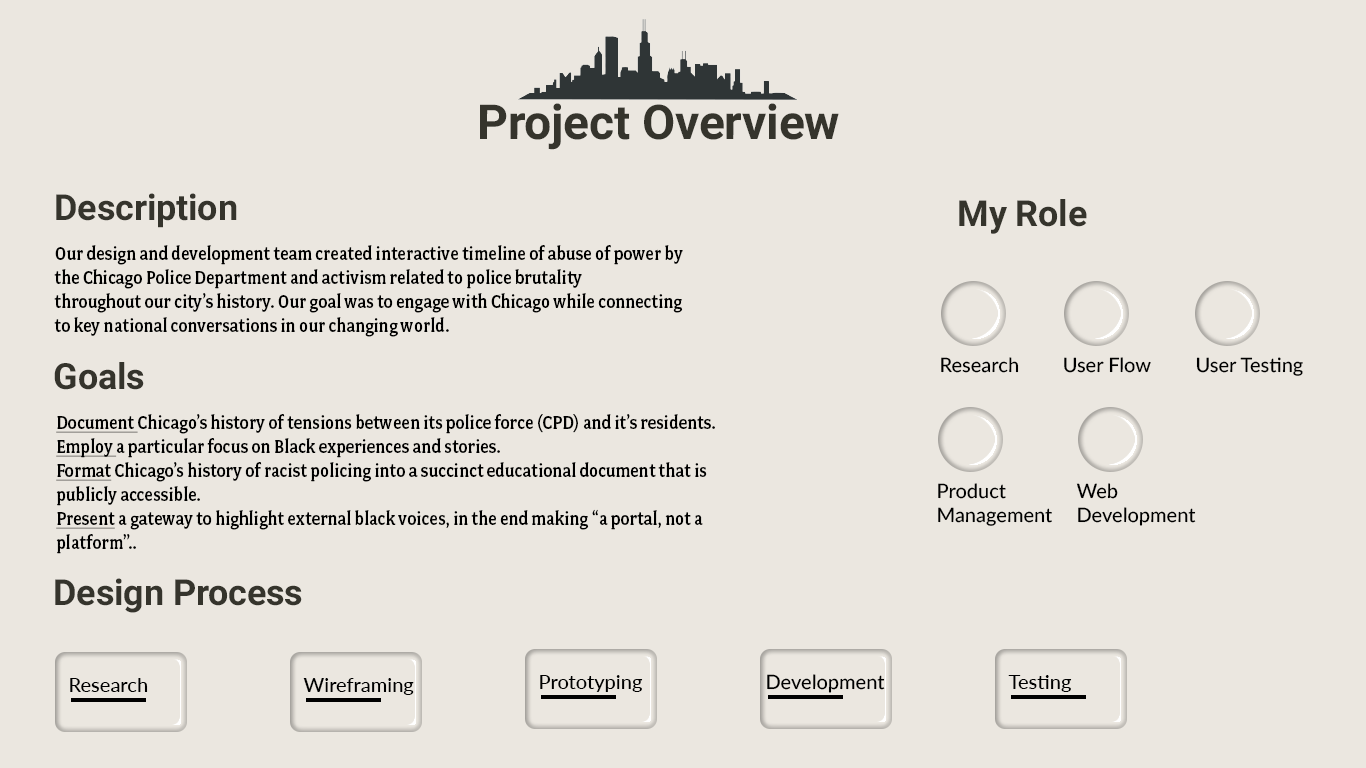 Project Overview
Description
Our design and development team created interactive timeline of abuse of power by
the Chicago Police Department and activism related to police brutality
throughout our city’s history. Our goal was to engage with Chicago while connecting
to key national conversations in our changing world.
Goals
Document Chicago’s history of tensions between its police force (CPD) and it’s residents.
Employ a particular focus on Black experiences and stories.
Format Chicago’s history of racist policing into a succinct educational document that is
publicly accessible.
Present a gateway to highlight external black voices, in the end making “a portal, not a
platform”..
My Role
Research
User Flow
User Testing
Product
Management
Web
Development
Design Process
Research
Wireframing
Prototyping
Development
Testing